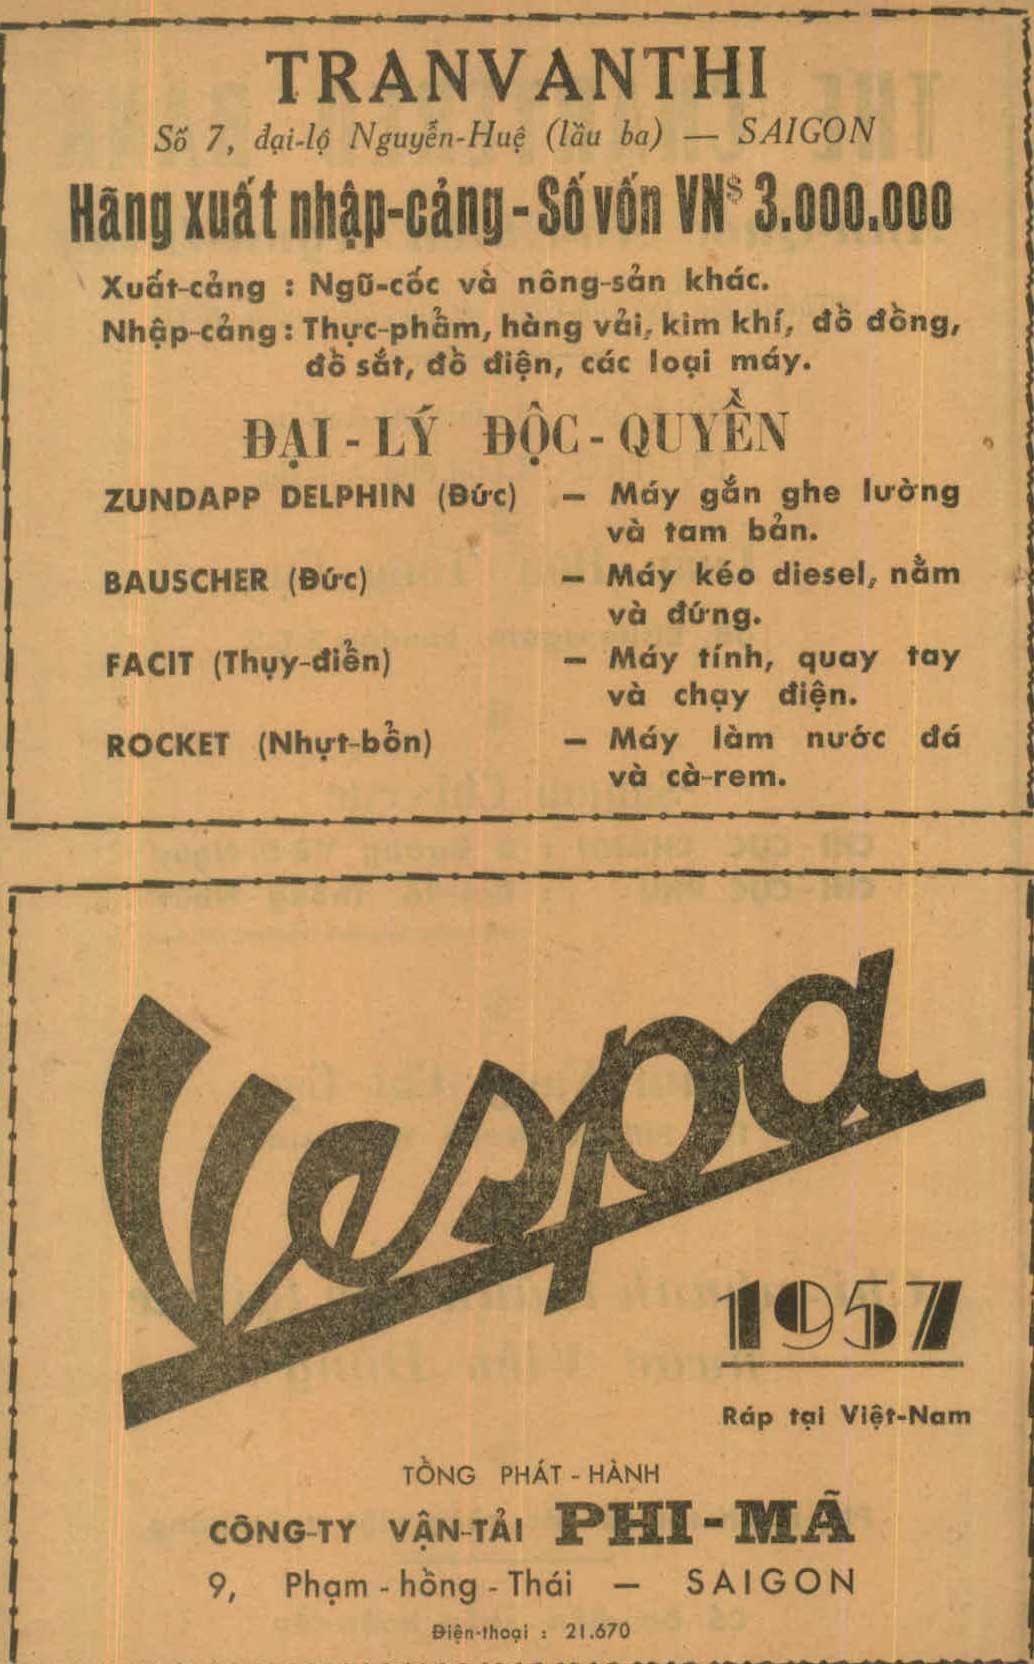 TRANVANTHI
Số 7, đại-lộ Nguyễn-Huệ (lầu ba) — SAIGON
Hãng xuất nhập-cảng - Số vốn VN$ 3.000.000
Xuất-cảng : Ngũ-cốc và nông-sản khác.
Nhập-cảng : Thực-phẩm, hàng vải, kim khí, đồ đồng,
đồ sắt, đồ điện, các loại máy.
ĐẠI - LÝ ĐỘC - QUYỀN
ZUNDAPP DELPHIN (Đức) — Máy gắn ghe lường
và tam bản.
BAUSCHER (Đức) — Máy kéo diesel, nằm
và đứng.
FACIT (Thụy-điển) — Máy tính, quay tay
và chạy điện.
ROCKET (Nhựt-bổn) — Máy làm nước đá
và cà-rem.
Vespa
1957
Ráp tại Việt-Nam
TỔNG PHÁT - HÀNH
CÔNG-TY VẬN-TẢI PHI-MÃ
9, Phạm - hồng - Thái — SAIGON
Điện-thoại : 21.670